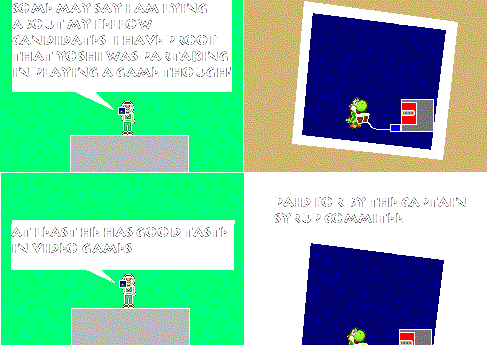 SOME MAY SAY I AM LYING
ABOUT MY FELLOW
CANDIDATES. I HAVE PROOF
THAT YOSHI WAS PARTAKING
IN PLAYING A GAME THOUGH!
AT LEAST HE HAS GOOD TASTE
IN VIDEO GAMES
PAID FOR BY THE CAPTAIN
SYRUP COMMITEE